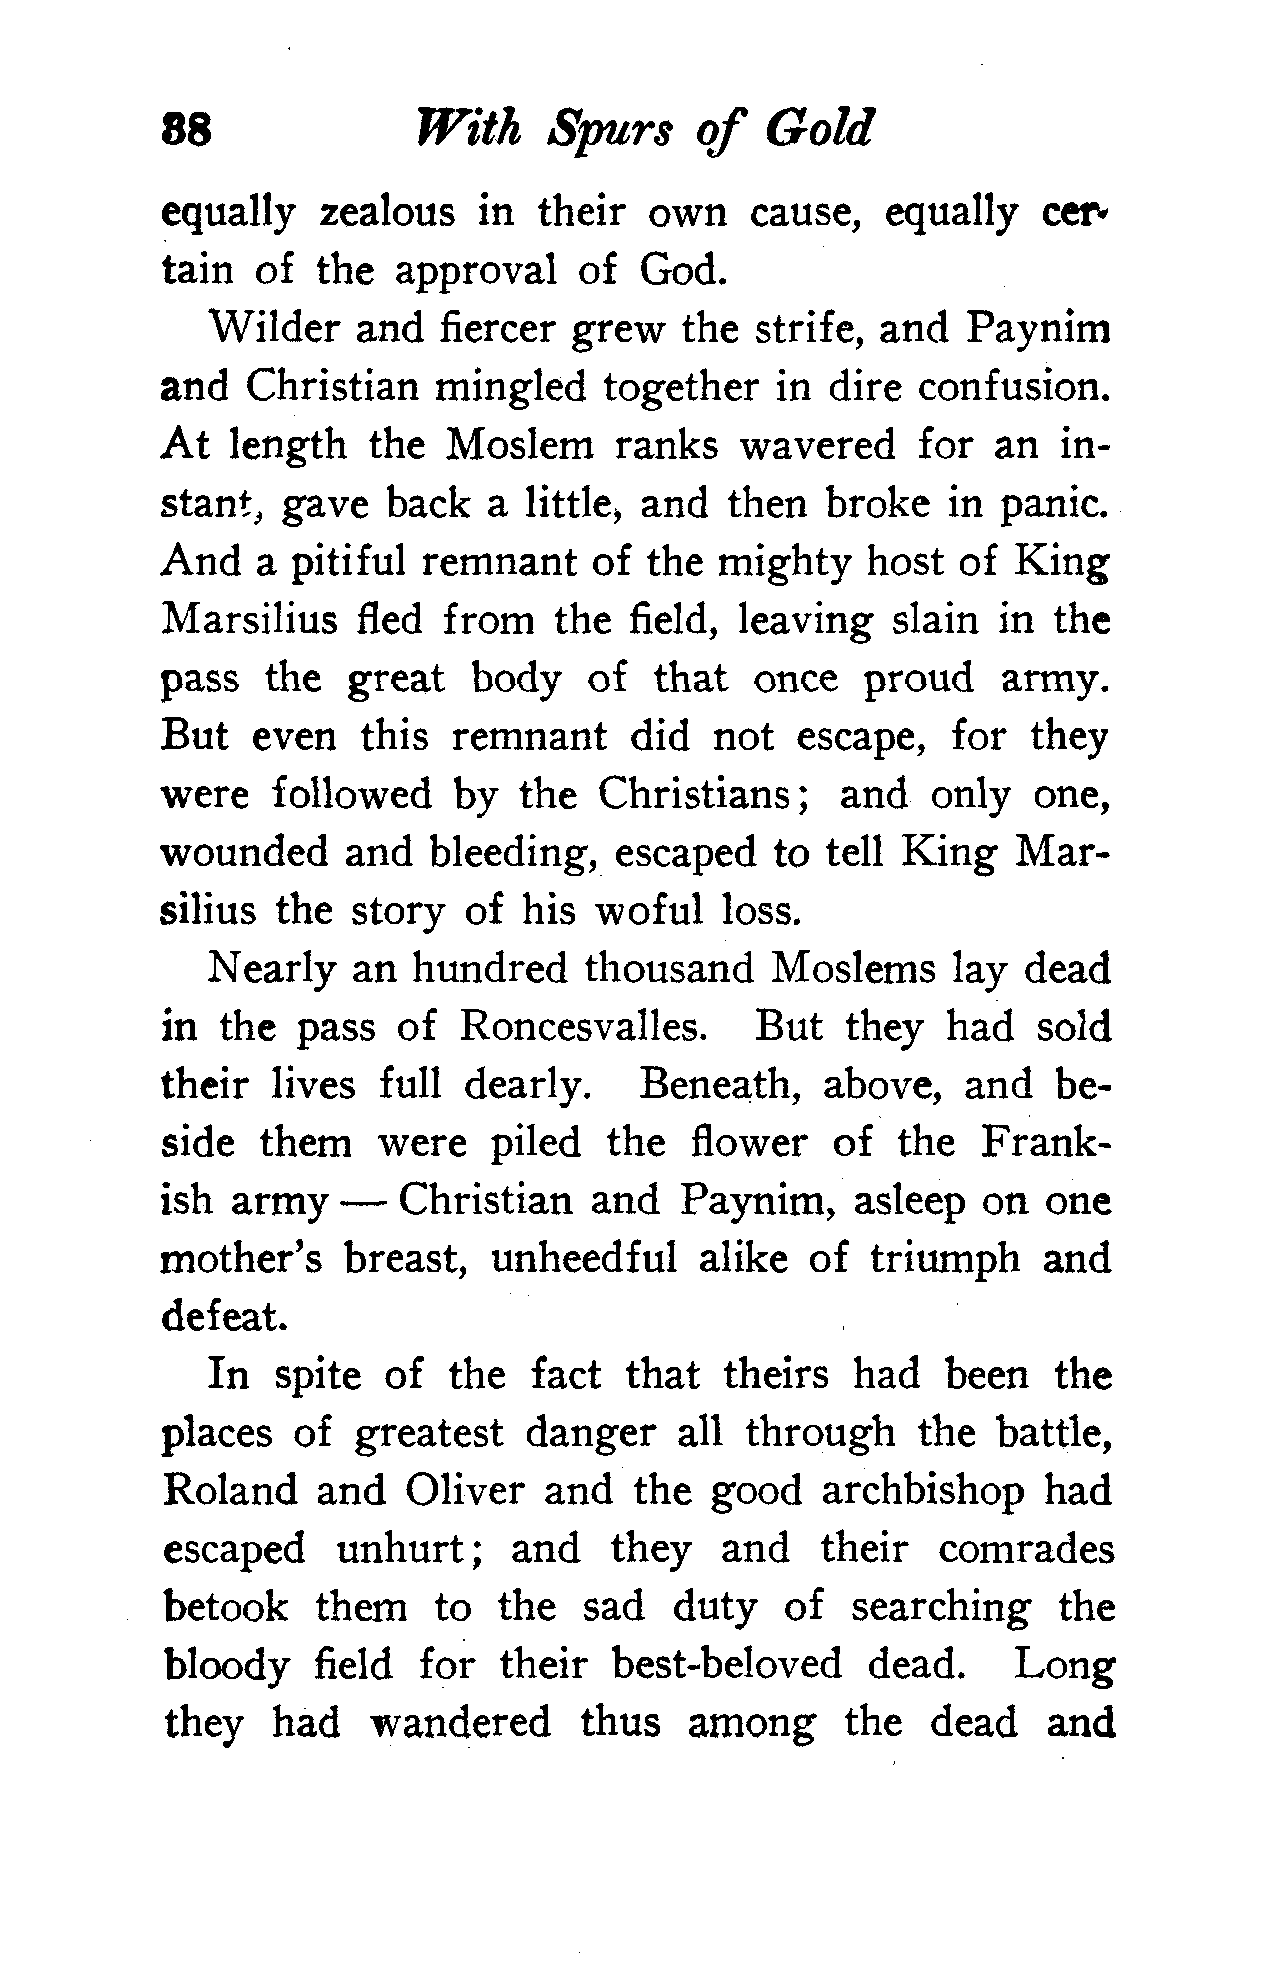 88 With Spurs of Gold
equally zealous in their own cause, equally cer-
tain of the approval of God.
Wilder and fiercer grew the strife, and Paynim
and Christian mingled together in dire confusion.
At length the Moslem ranks wavered for an in-
stant, gave back a little, and then broke in panic.
And a pitiful remnant of the mighty host of King
Marsilius fled from the field, leaving slain in the
pass the great body of that once proud army.
But even this remnant did not escape, for they
were followed by the Christians; and only one,
wounded and bleeding, escaped to tell King Mar-
silius the story of his woful loss.
Nearly an hundred thousand Moslems lay dead
in the pass of Roncesvalles. But they had sold
their lives full dearly. Beneath, above, and be-
side them were piled the flower of the Frank-
ish army — Christian and Paynim, asleep on one
mother's breast, unheedful alike of triumph and
defeat.
In spite of the fact that theirs had been the
places of greatest danger all through the battle,
Roland and Oliver and the good archbishop had
escaped unhurt; and they and their comrades
betook them to the sad duty of searching the
bloody field for their best-beloved dead. Long
they had wandered thus among the dead and